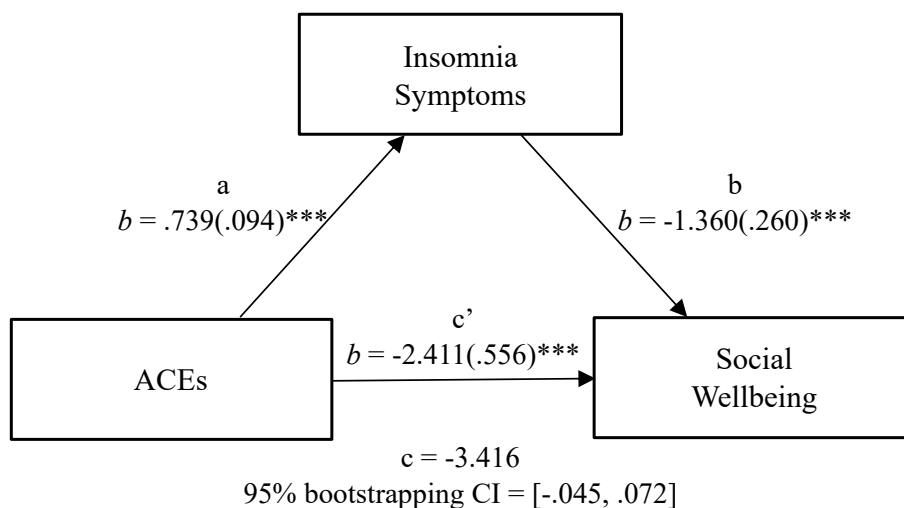 Insomnia
Symptoms
a
b = .739(.094)***
b
b = -1.360(.260)***
ACEs
c’
b = -2.411(.556)***
Social
Wellbeing
c = -3.416
95% bootstrapping CI = [-.045, .072]